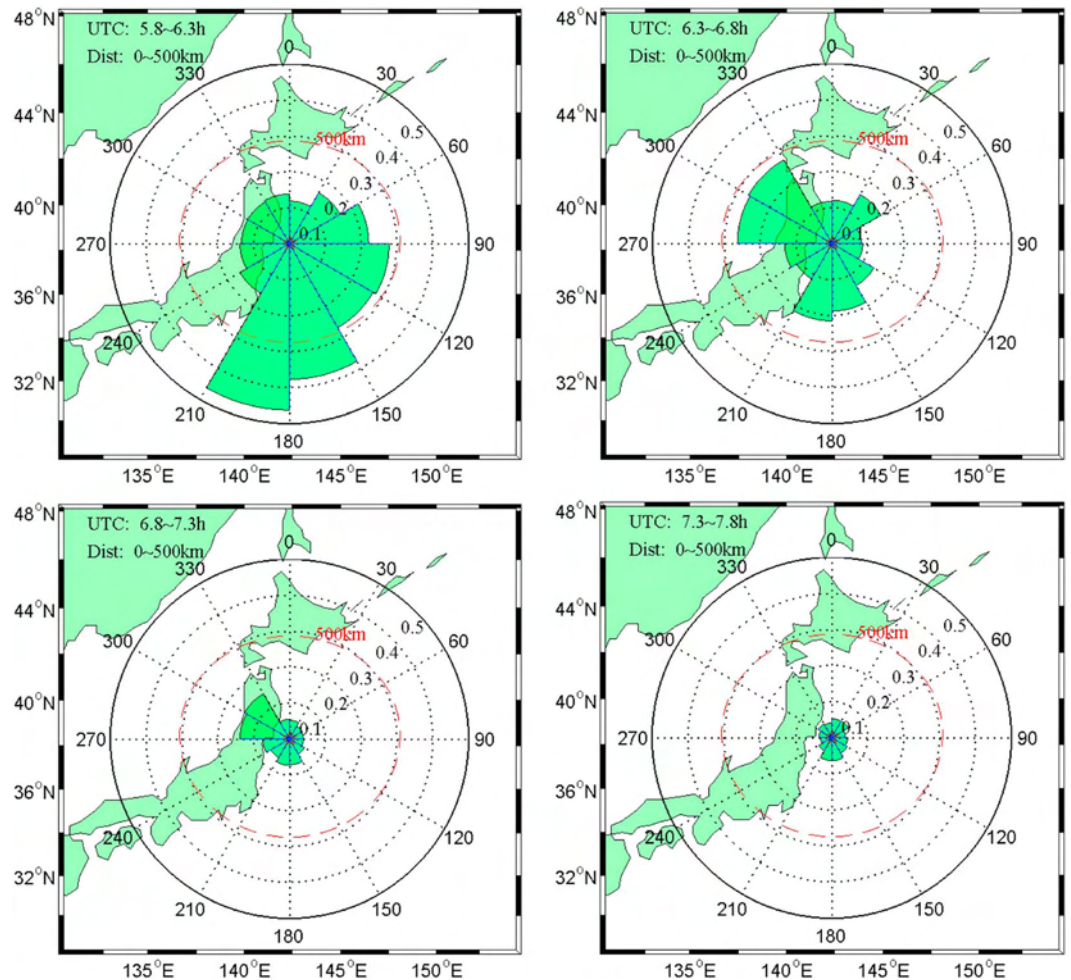 48°N
UTC: 5.8~6.3h
Dist: 0~500km
0
330
30
44°N
300
500km
0.5
0.4
60
0.3
40°N
0.2
0.1
270
90
36°N
240
120
32°N
210
150
180
135°E
140°E
145°E
150°E
48°N
UTC: 6.3~6.8h
Dist: 0~500km
0
330
30
44°N
300
500km
0.5
0.4
60
0.3
40°N
0.2
0.1
270
90
36°N
240
120
32°N
210
150
180
135°E
140°E
145°E
150°E
48°N
UTC: 6.8~7.3h
Dist: 0~500km
0
330
30
44°N
300
500km
0.5
0.4
60
0.3
40°N
0.2
0.1
270
90
36°N
240
120
32°N
210
150
180
135°E
140°E
145°E
150°E
48°N
UTC: 7.3~7.8h
Dist: 0~500km
0
330
30
44°N
300
500km
0.5
0.4
60
0.3
40°N
0.2
0.1
270
90
36°N
240
120
32°N
210
150
180
135°E
140°E
145°E
150°E